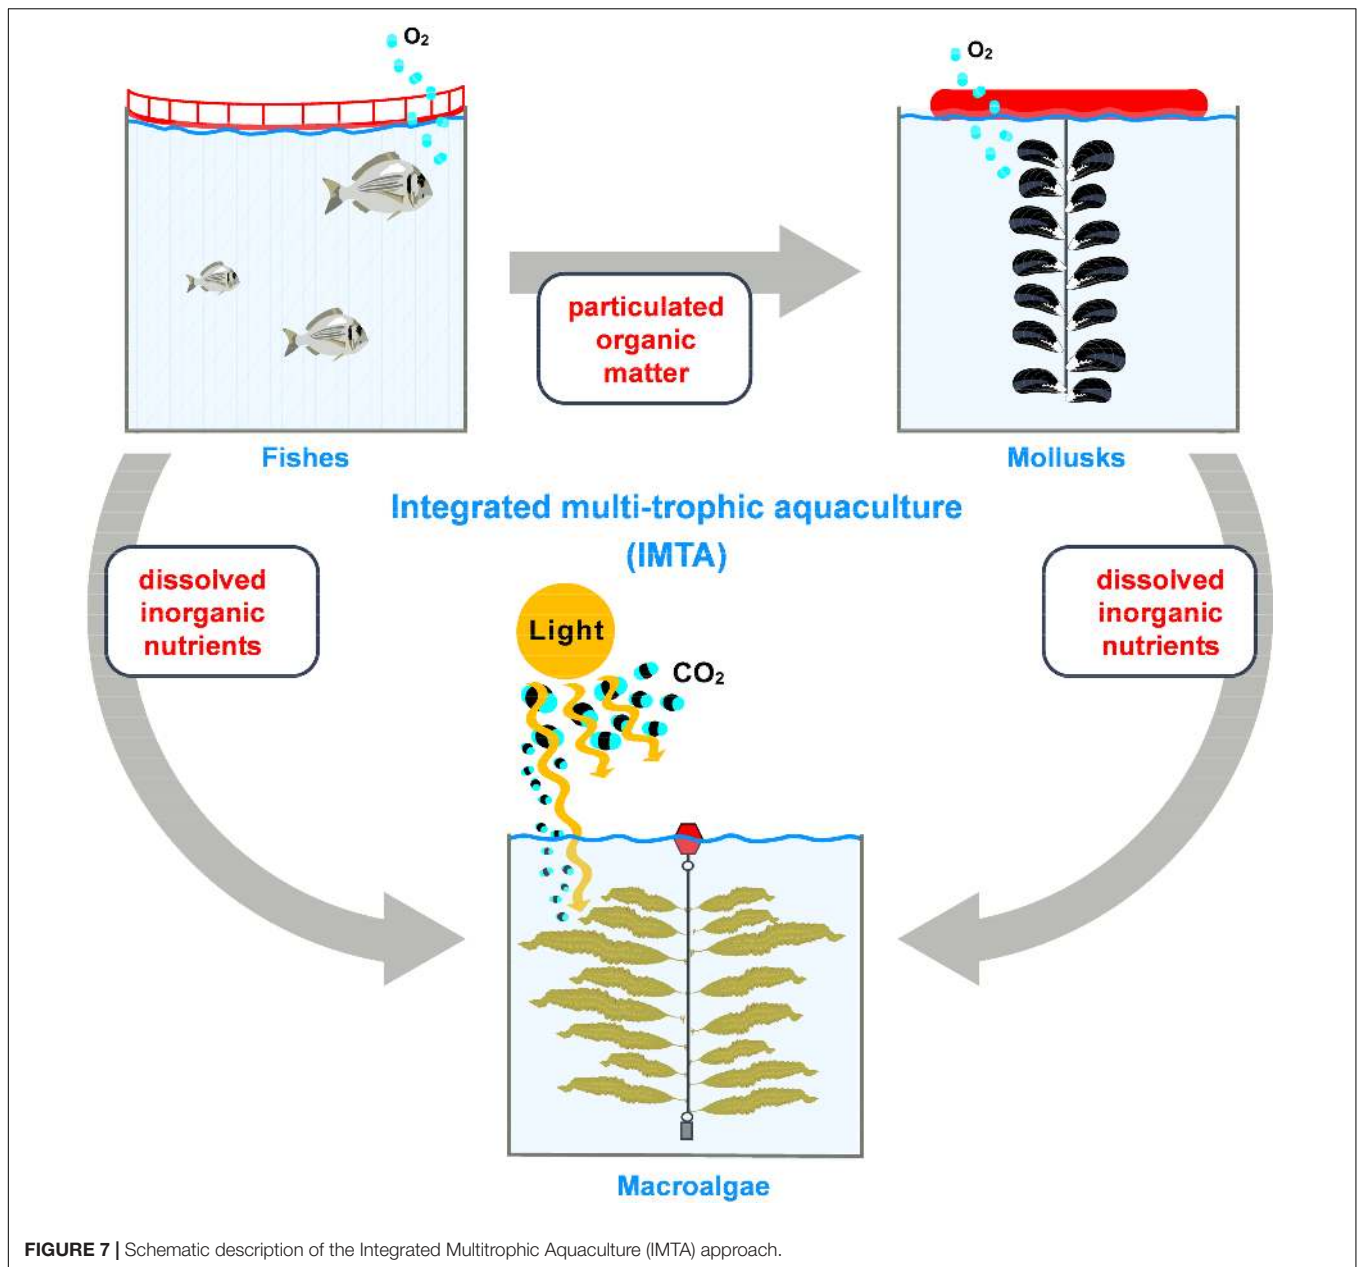 O₂
O₂
particulated
organic
matter
Fishes
Mollusks
Integrated multi-trophic aquaculture
(IMTA)
dissolved
inorganic
nutrients
dissolved
inorganic
nutrients
Light
CO₂
Macroalgae
FIGURE 7 | Schematic description of the Integrated Multitrophic Aquaculture (IMTA) approach.